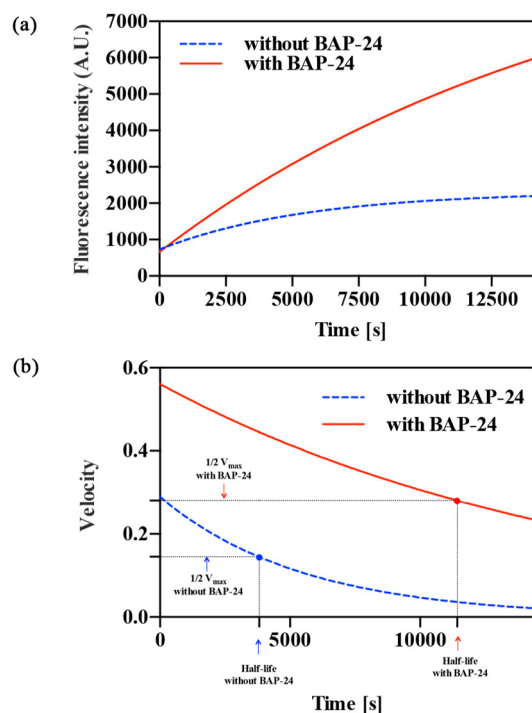 (a)
7000
6000
5000
4000
3000
2000
1000
0
Fluorescence intensity (A.U.)
without BAP-24
with BAP-24
0 2500 5000 7500 10000 12500
Time [s]
(b)
0.6
0.4
0.2
0.0
Velocity
without BAP-24
with BAP-24
1/2 Vmax
with BAP-24
1/2 Vmax
without BAP-24
0 5000 10000
Half-life
without BAP-24
Half-life
with BAP-24
Time [s]